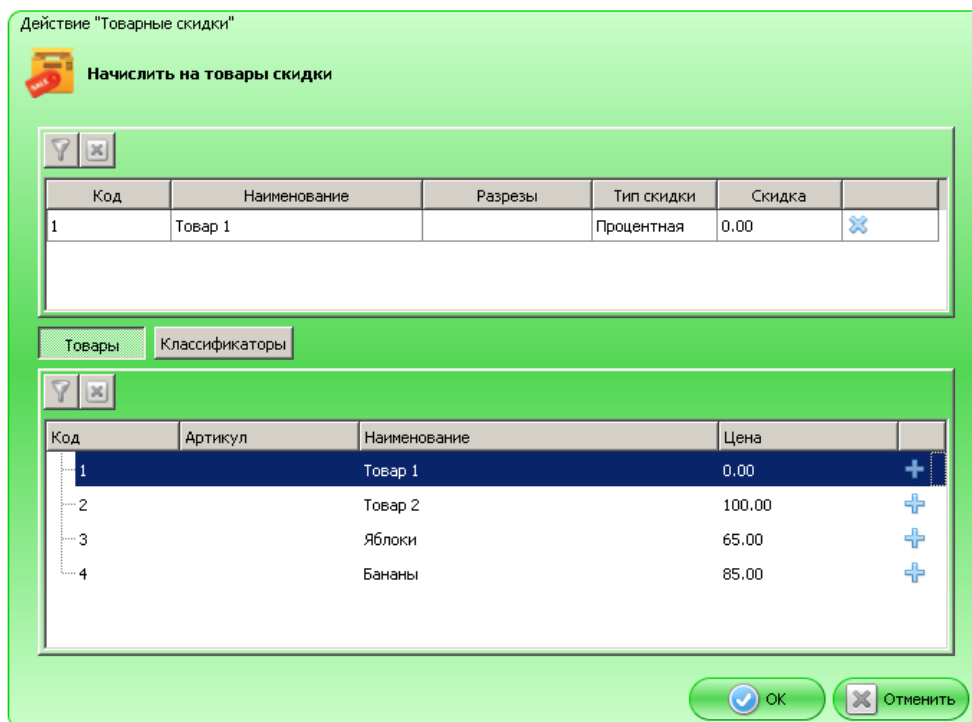 Действие "Товарные скидки"
SALE
Начислить на товары скидки
Код Наименование Разрезы Тип скидки Скидка
1 Товар 1 Процентная 0.00
Товары Классификаторы
Код Артикул Наименование Цена
1 Товар 1 0.00
2 Товар 2 100.00
3 Яблоки 65.00
4 Бананы 85.00
ОК Отменить